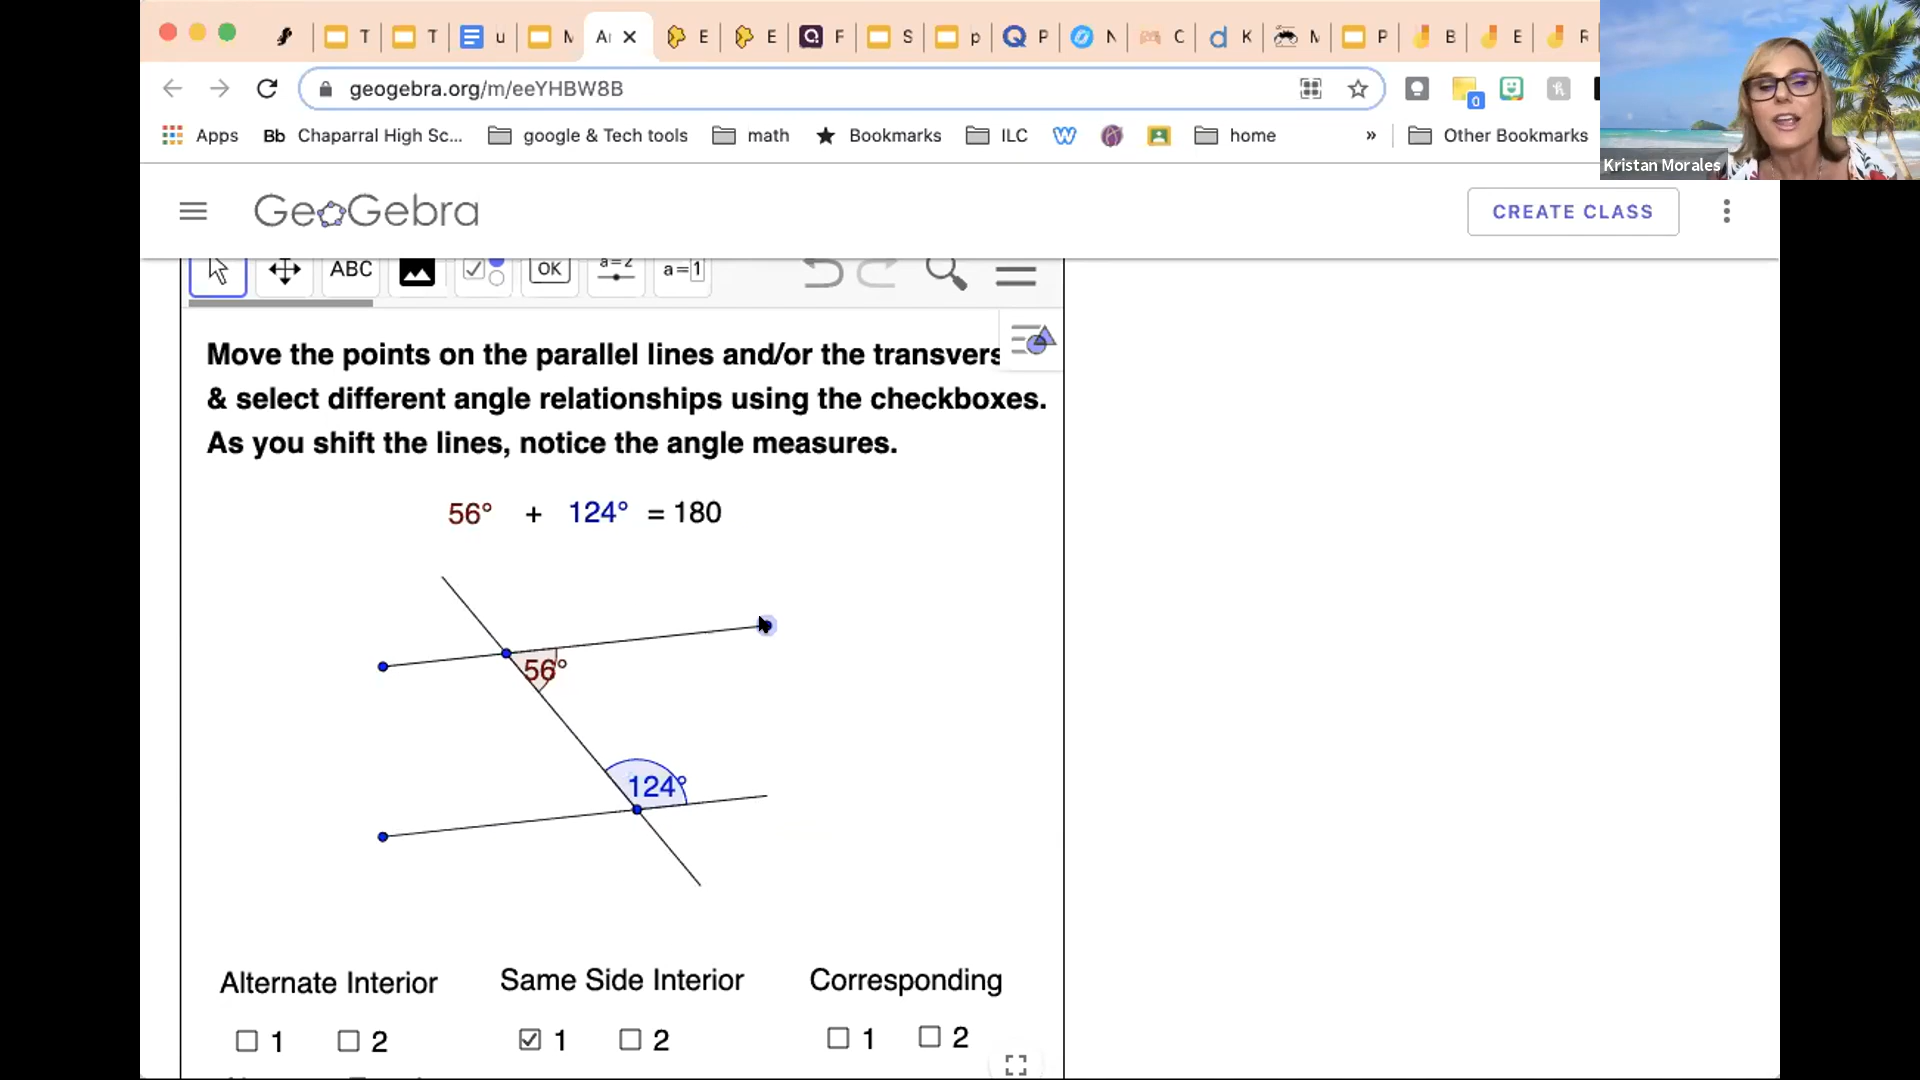 T
T
u
M
A
E
E
F
S
p
P
N
C
K
M
P
B
E
F
geogebra.org/m/eeYHBW8B
0
Apps
Bb Chaparral High Sc...
google & Tech tools
math
Bookmarks
ILC
home
»
Other Bookmarks
Kristan Morales
GeoGebra
CREATE CLASS
ABC
OK
a=2
a=1
Move the points on the parallel lines and/or the transvers
& select different angle relationships using the checkboxes.
As you shift the lines, notice the angle measures.
56° + 124° = 180
56°
124°
Alternate Interior
Same Side Interior
Corresponding
1 2
1 2
1 2